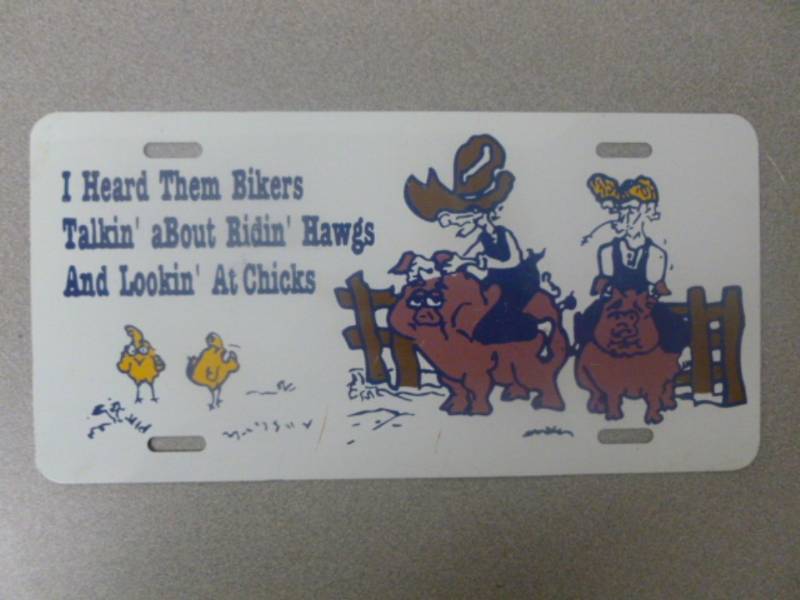 I Heard Them Bikers
Talkin' aBout Ridin' Hawgs
And Lookin' At Chicks